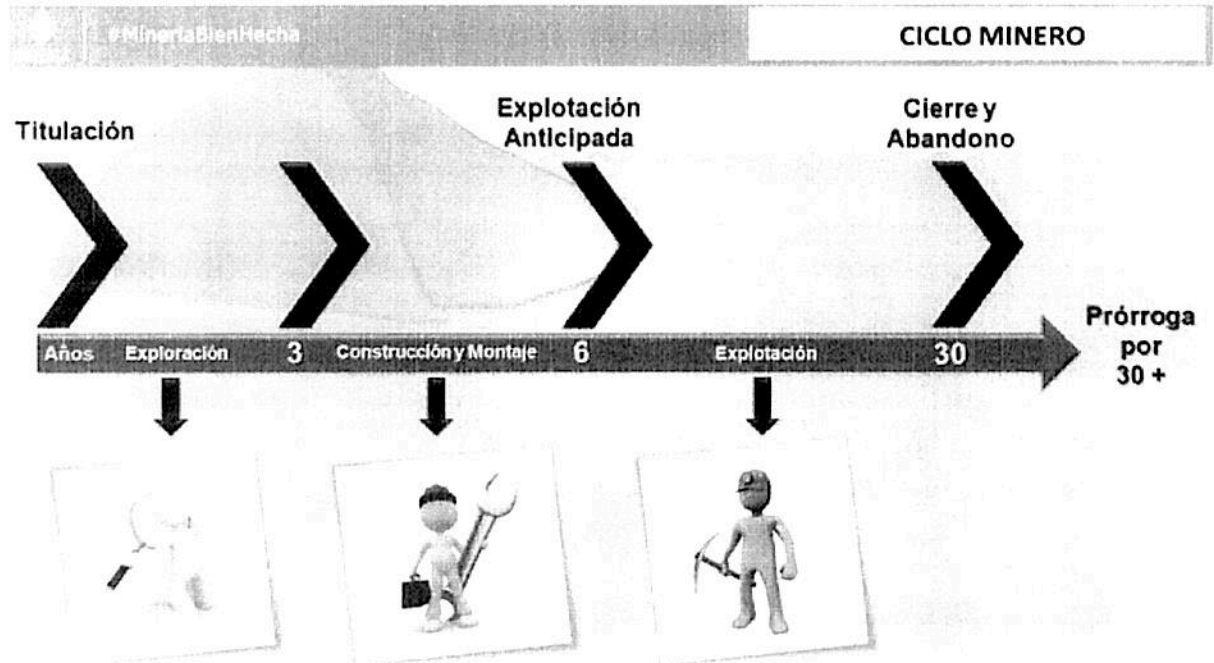 #MineríaBienHecha
CICLO MINERO
Titulación
Explotación
Anticipada
Cierre y
Abandono
Años
Exploración
3
Construcción y Montaje
6
Explotación
30
Prórroga
por
30 +